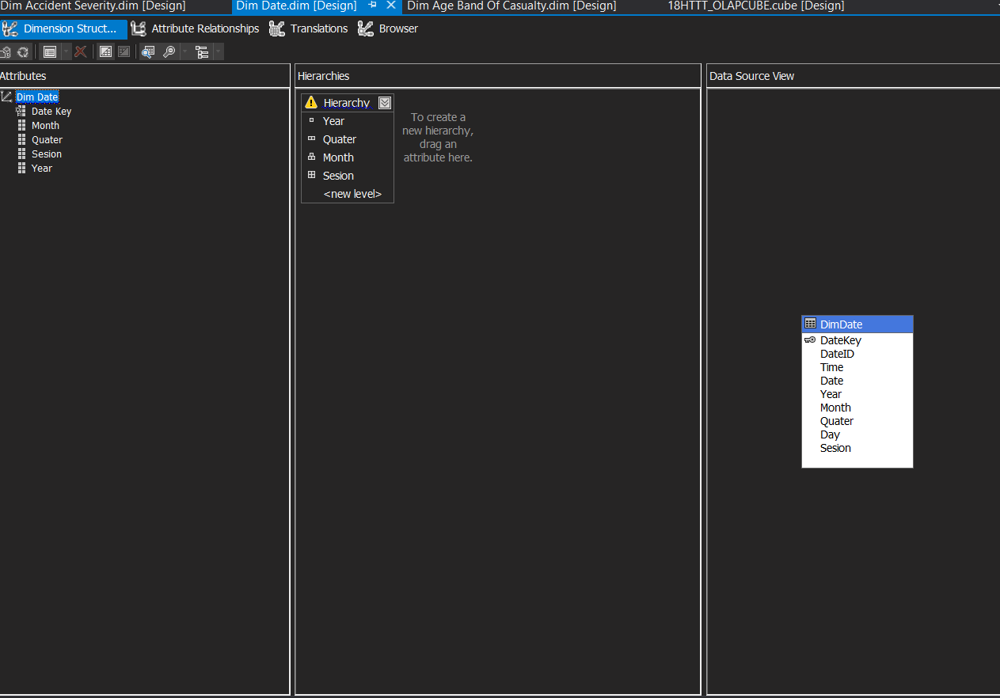 Dim Accident Severity.dim [Design] Dim Date.dim [Design] Dim Age Band Of Casualty.dim [Design] 18HTTT_OLAPCUBE.cube [Design]
Dimension Struct... Attribute Relationships Translations Browser
Attributes
Dim Date
Date Key
Month
Quater
Sesion
Year
Hierarchies
Hierarchy
Year
Quater
Month
Sesion
<new level>
To create a
new hierarchy,
drag an
attribute here.
Data Source View
DimDate
DateKey
DateID
Time
Date
Year
Month
Quater
Day
Sesion